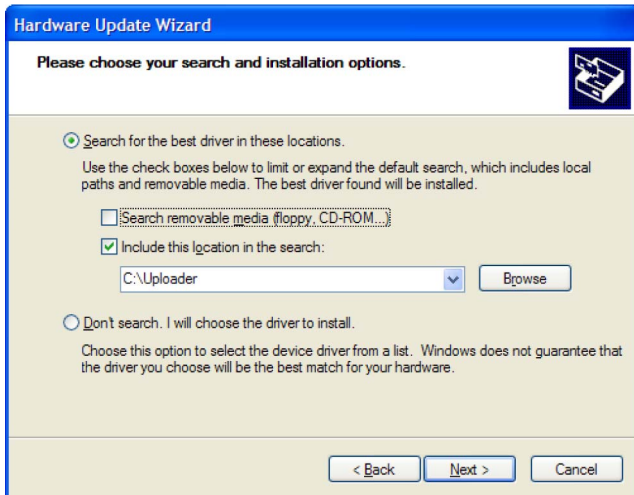 Hardware Update Wizard
Please choose your search and installation options.
Search for the best driver in these locations.
Use the check boxes below to limit or expand the default search, which includes local
paths and removable media. The best driver found will be installed.
Search removable media (floppy, CD-ROM...)
Include this location in the search:
C:\Uploader
Browse
Don't search. I will choose the driver to install.
Choose this option to select the device driver from a list. Windows does not guarantee that
the driver you choose will be the best match for your hardware.
< Back Next > Cancel